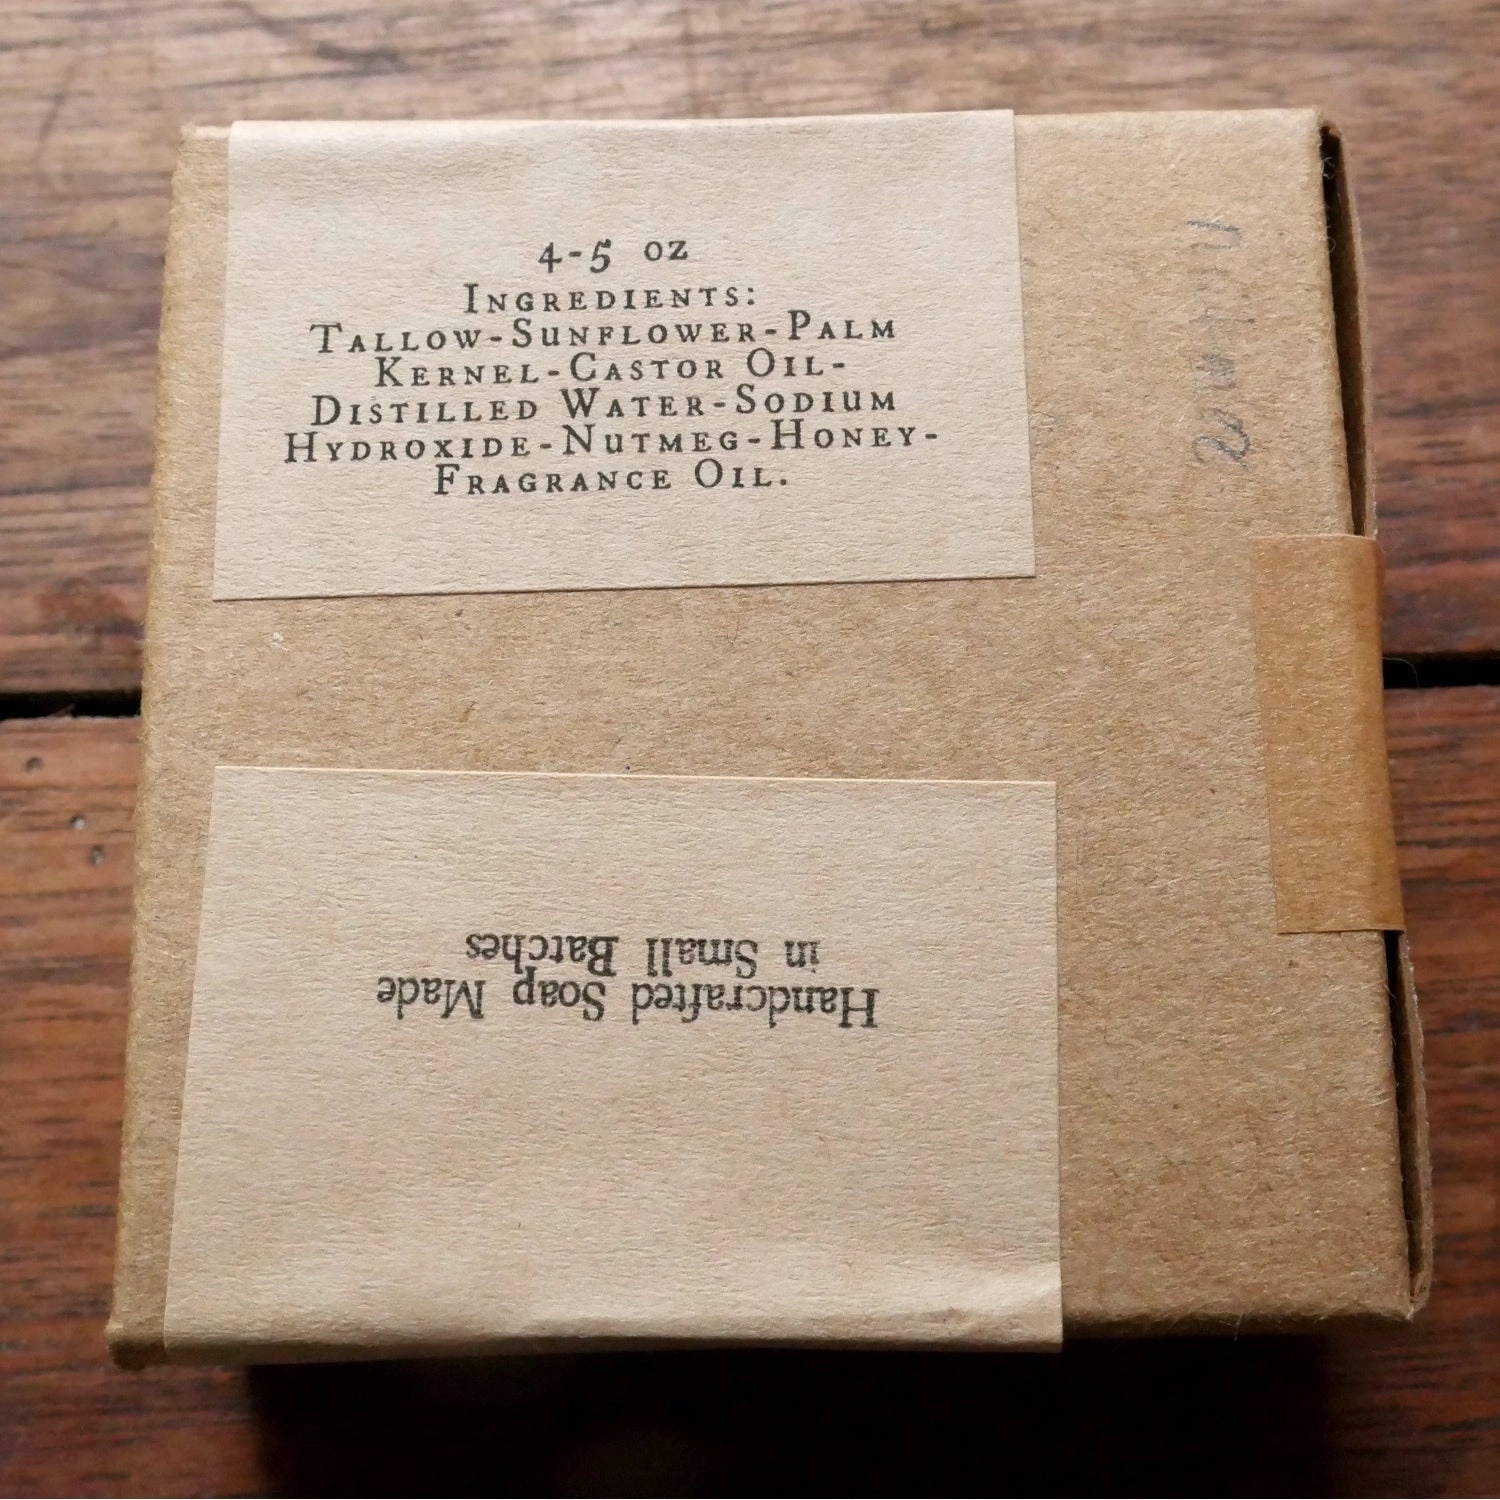 4-5 oz
Ingredients:
Tallow-Sunflower-Palm
Kernel-Castor Oil-
Distilled Water-Sodium
Hydroxide-Nutmeg-Honey-
Fragrance Oil.
Handcrafted Soap Made
in Small Batches